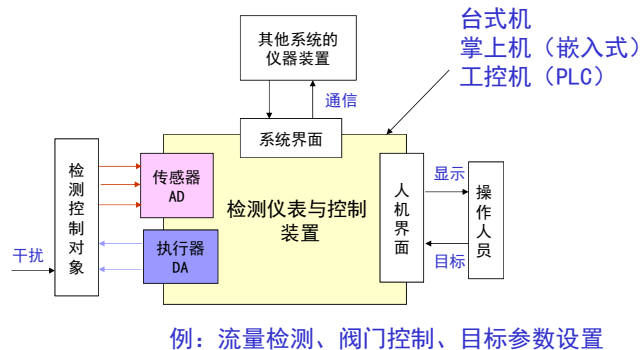 台式机
掌上机（嵌入式）
工控机（PLC）
其他系统的
仪器装置
通信
系统界面
检测控制对象
传感器
AD
检测仪表与控制
装置
人机界面
显示
操作人员
执行器
DA
干扰
目标
例：流量检测、阀门控制、目标参数设置